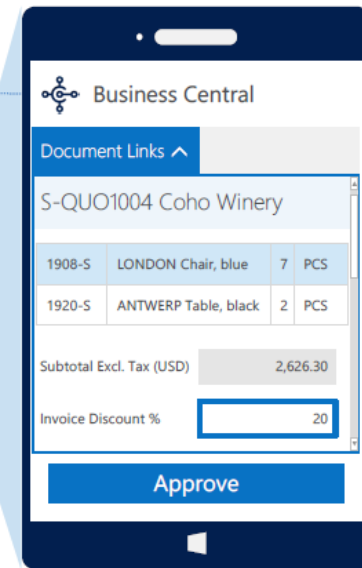 Business Central
Document Links
S-QUO1004 Coho Winery
1908-S LONDON Chair, blue 7 PCS
1920-S ANTWERP Table, black 2 PCS
Subtotal Excl. Tax (USD) 2,626.30
Invoice Discount % 20
Approve